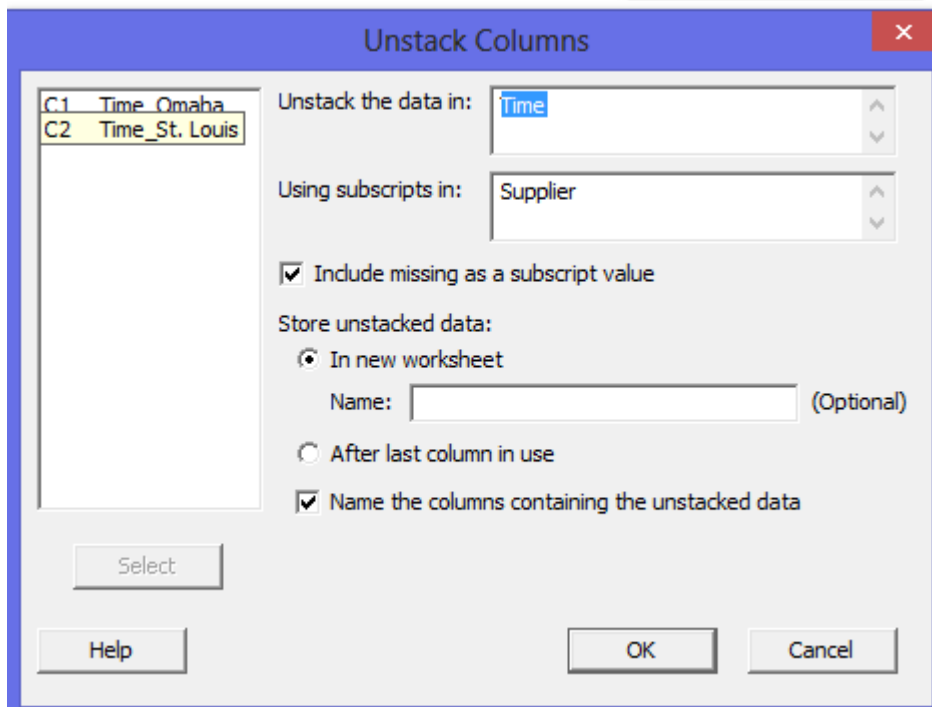 Unstack Columns
C1 Time_Omaha
C2 Time_St. Louis
Unstack the data in:
Time
Using subscripts in:
Supplier
Include missing as a subscript value
Store unstacked data:
In new worksheet
Name:
(Optional)
After last column in use
Name the columns containing the unstacked data
Select
Help
OK
Cancel